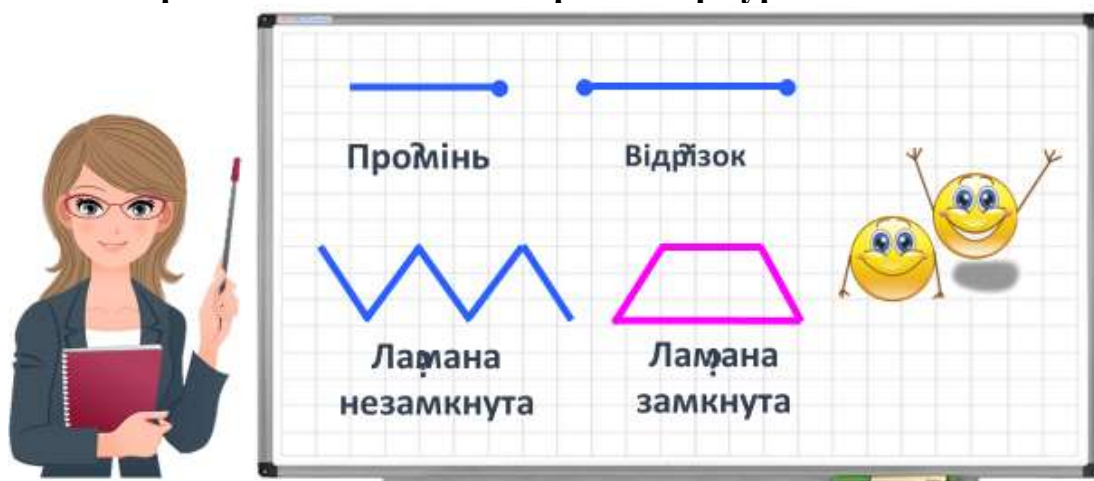 Промінь
Відрізок
Ламана
незамкнута
Ламана
замкнута